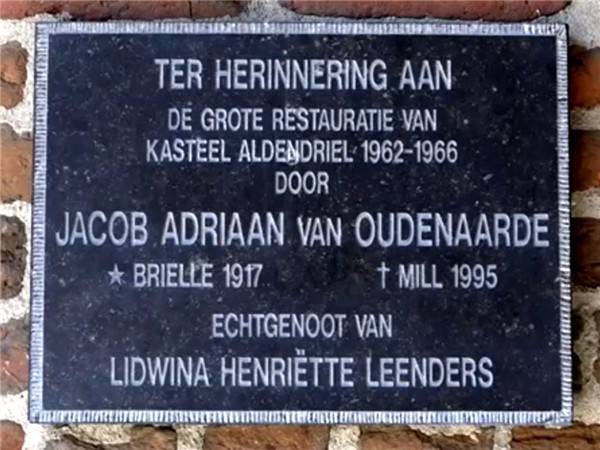 TER HERINNERING AAN
DE GROTE RESTAURATIE VAN
KASTEEL ALDENDRIEL 1962-1966
DOOR
JACOB ADRIAAN VAN OUDENAARDE
★ BRIELLE 1917 † MILL 1995
ECHTGENOOT VAN
LIDWINA HENRIËTTE LEENDERS